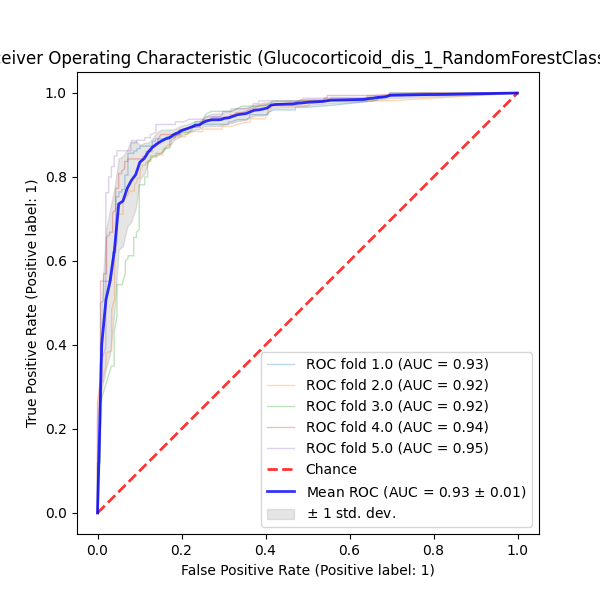 ceiver Operating Characteristic (Glucocorticoid_dis_1_RandomForestClass
1.0
0.8
0.6
0.4
0.2
0.0
True Positive Rate (Positive label: 1)
ROC fold 1.0 (AUC = 0.93)
ROC fold 2.0 (AUC = 0.92)
ROC fold 3.0 (AUC = 0.92)
ROC fold 4.0 (AUC = 0.94)
ROC fold 5.0 (AUC = 0.95)
Chance
Mean ROC (AUC = 0.93 ± 0.01)
± 1 std. dev.
0.0 0.2 0.4 0.6 0.8 1.0
False Positive Rate (Positive label: 1)